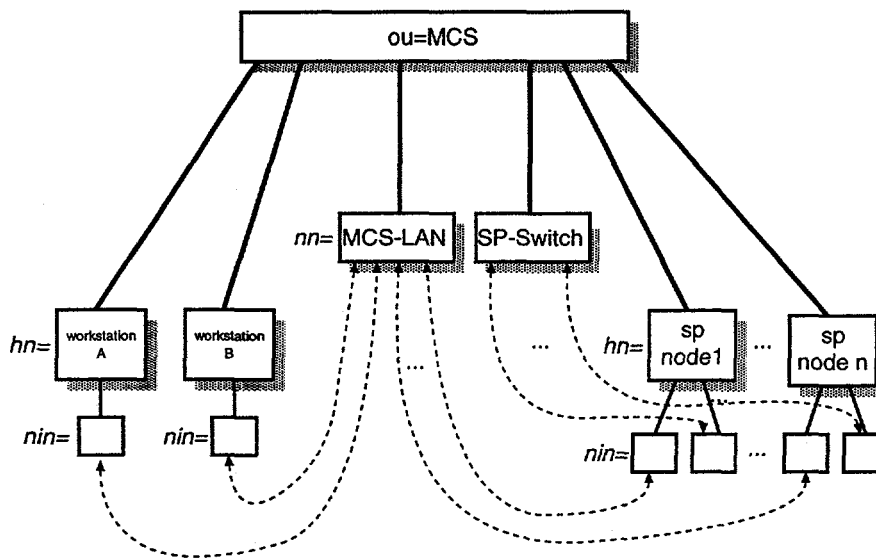 ou=MCS
nn= MCS-LAN SP-Switch
hn= workstation A
workstation B
hn= sp node1
...
sp node n
...
...
...
nin=
nin=
nin=
...